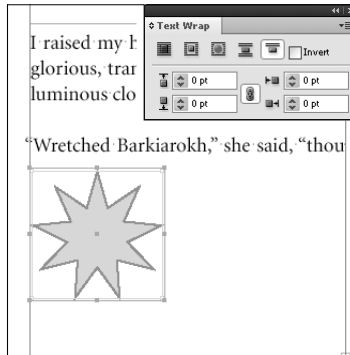 I raised my h
glorious, tran
luminous clo
Text Wrap
Invert
0 pt
0 pt
0 pt
0 pt
“Wretched Barkiarokh,” she said, “thou